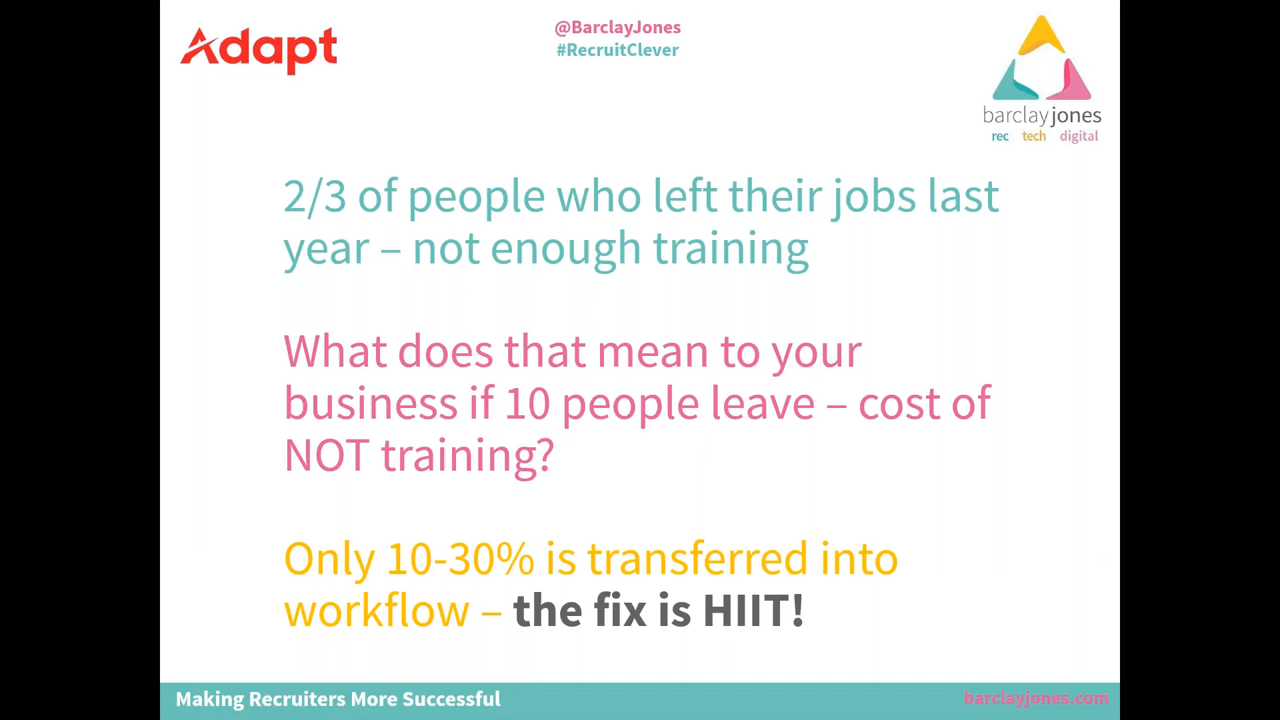 Adapt
@BarclayJones
#RecruitClever
barclayjones
rec tech digital
2/3 of people who left their jobs last
year – not enough training
What does that mean to your
business if 10 people leave – cost of
NOT training?
Only 10-30% is transferred into
workflow – the fix is HIIT!
Making Recruiters More Successful
barclayjones.com